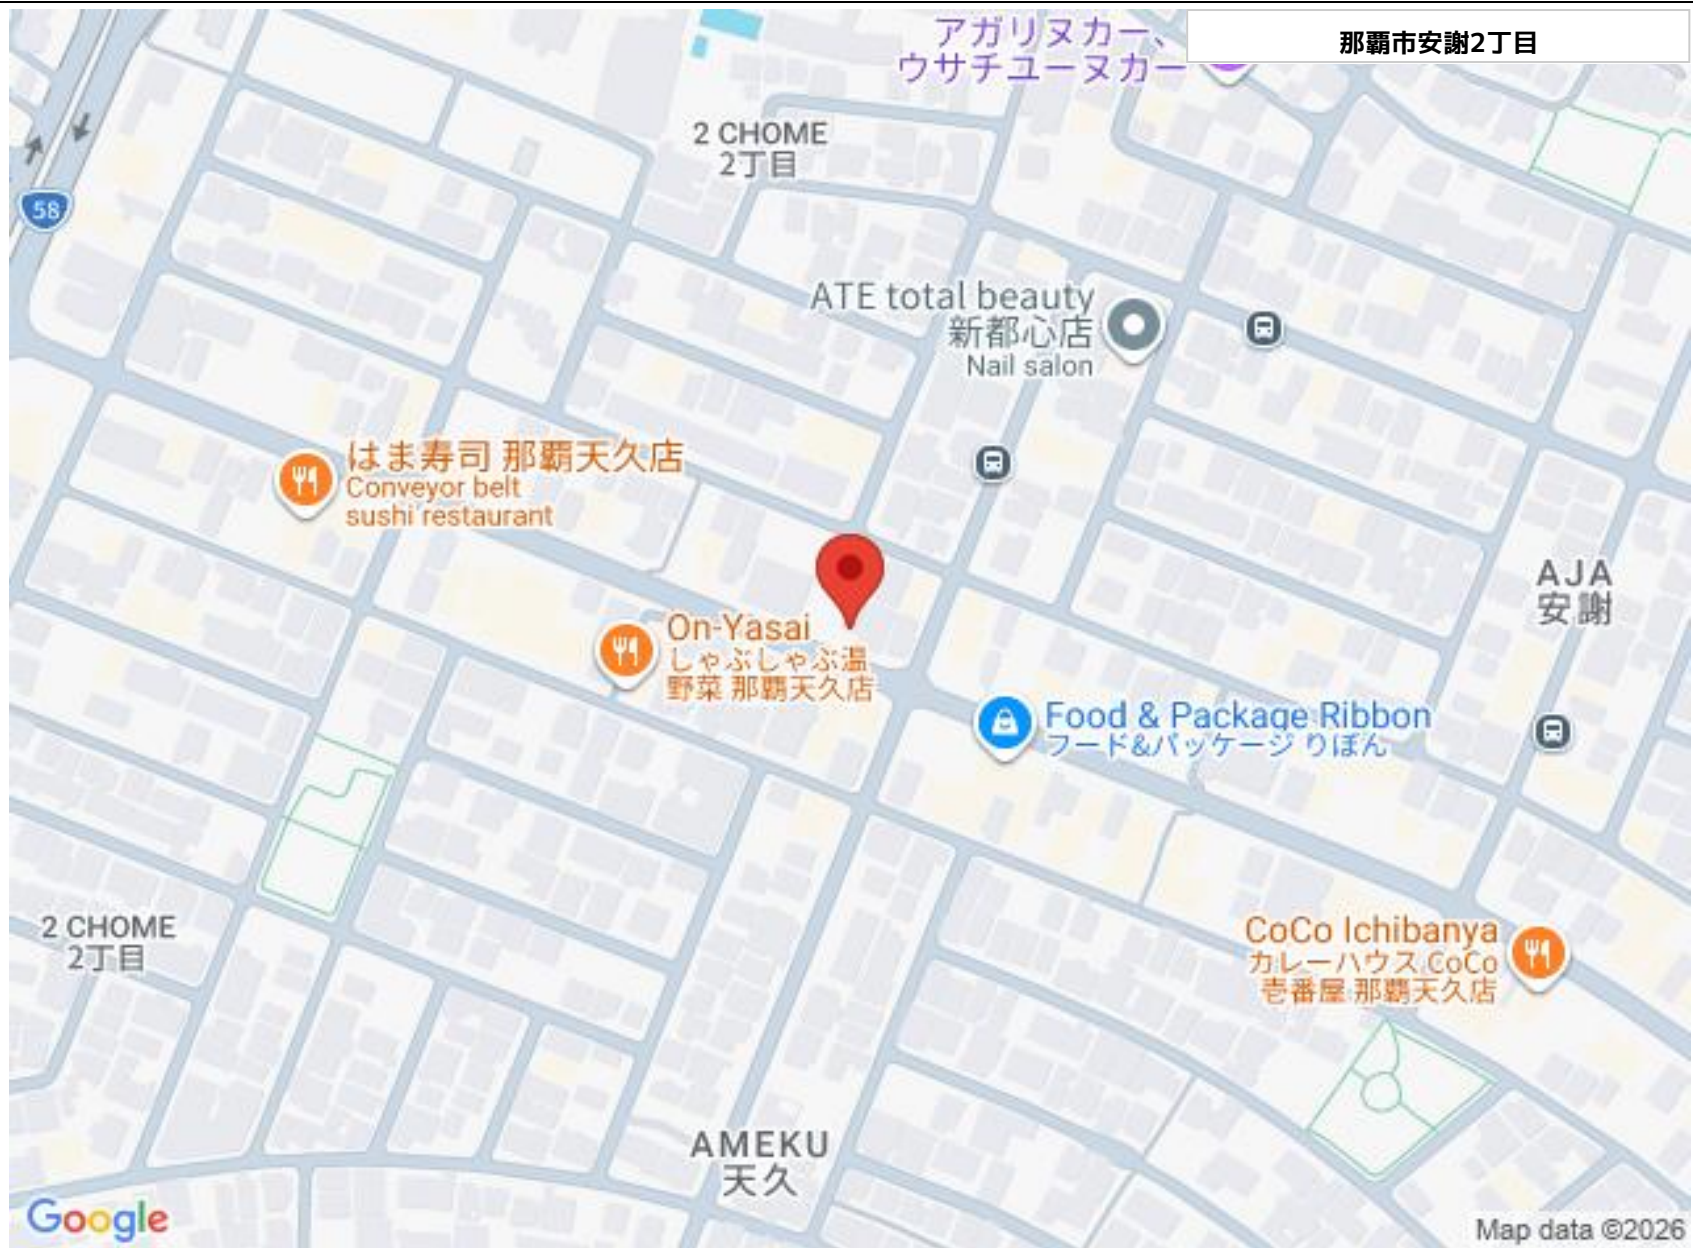 アガリヌカー、
ウサチユーヌカー
那覇市安謝2丁目
2 CHOME
2丁目
58
ATE total beauty
新都心店
Nail salon
はま寿司 那覇天久店
Conveyor belt
sushi restaurant
AJA
安謝
On-Yasai
しゃぶしゃぶ温
野菜 那覇天久店
Food & Package Ribbon
フード&パッケージ りぼん
2 CHOME
2丁目
CoCo Ichibanya
カレーハウス CoCo
壱番屋 那覇天久店
AMEKU
天久
Google
Map data ©2026